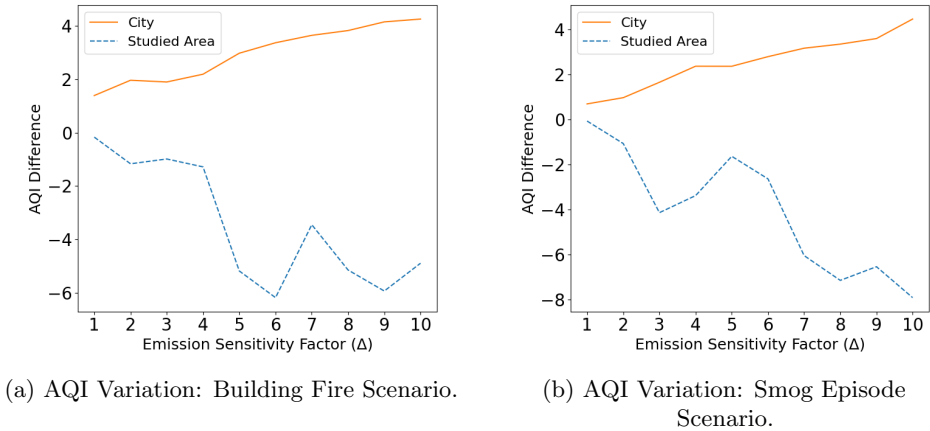 City
Studied Area
4
2
0
−2
−4
−6
AQI Difference
1 2 3 4 5 6 7 8 9 10
Emission Sensitivity Factor (Δ)
(a) AQI Variation: Building Fire Scenario.
City
Studied Area
4
2
0
−2
−4
−6
−8
AQI Difference
1 2 3 4 5 6 7 8 9 10
Emission Sensitivity Factor (Δ)
(b) AQI Variation: Smog Episode
Scenario.